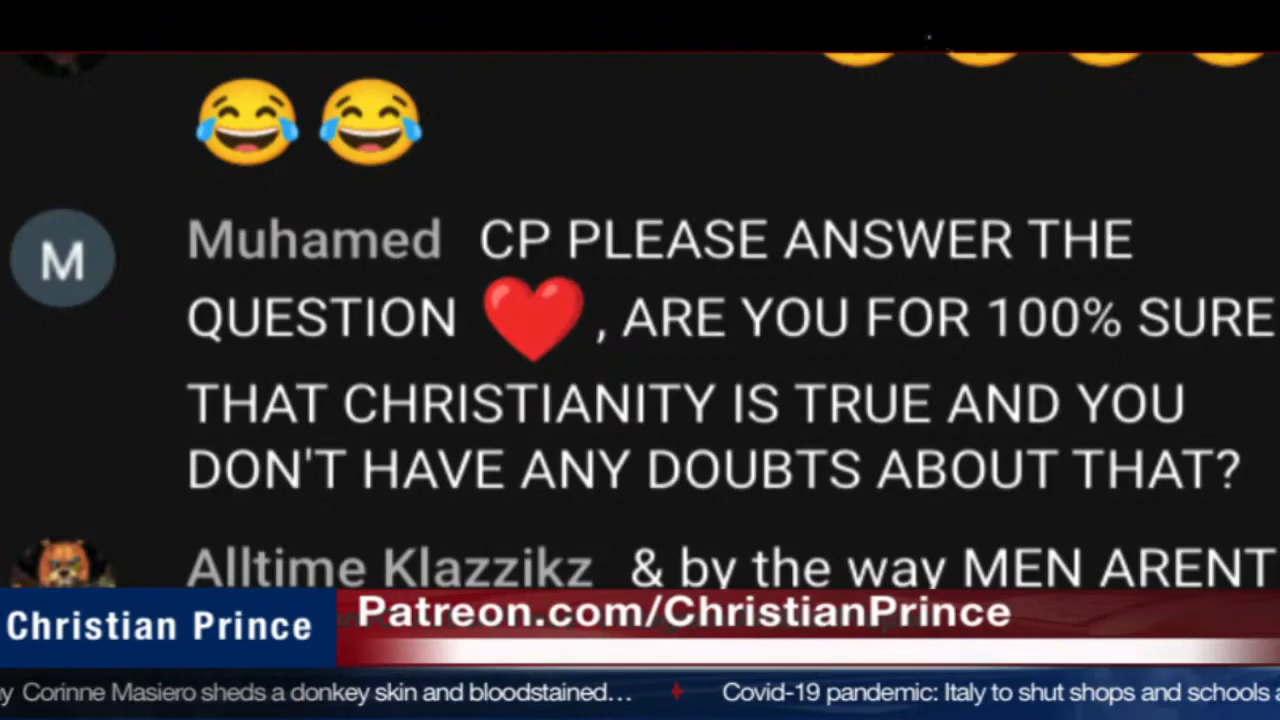 😂 😂
Muhamed CP PLEASE ANSWER THE
QUESTION ❤️ , ARE YOU FOR 100% SURE
THAT CHRISTIANITY IS TRUE AND YOU
DON'T HAVE ANY DOUBTS ABOUT THAT?
M
Alltime Klazzikz & by the way MEN ARENT
Christian Prince
Patreon.com/ChristianPrince
Corinne Masiero sheds a donkey skin and bloodstained… Covid-19 pandemic: Italy to shut shops and schools